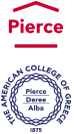 Pierce
THE AMERICAN COLLEGE OF GREECE
Pierce
Deree
Alba
1875